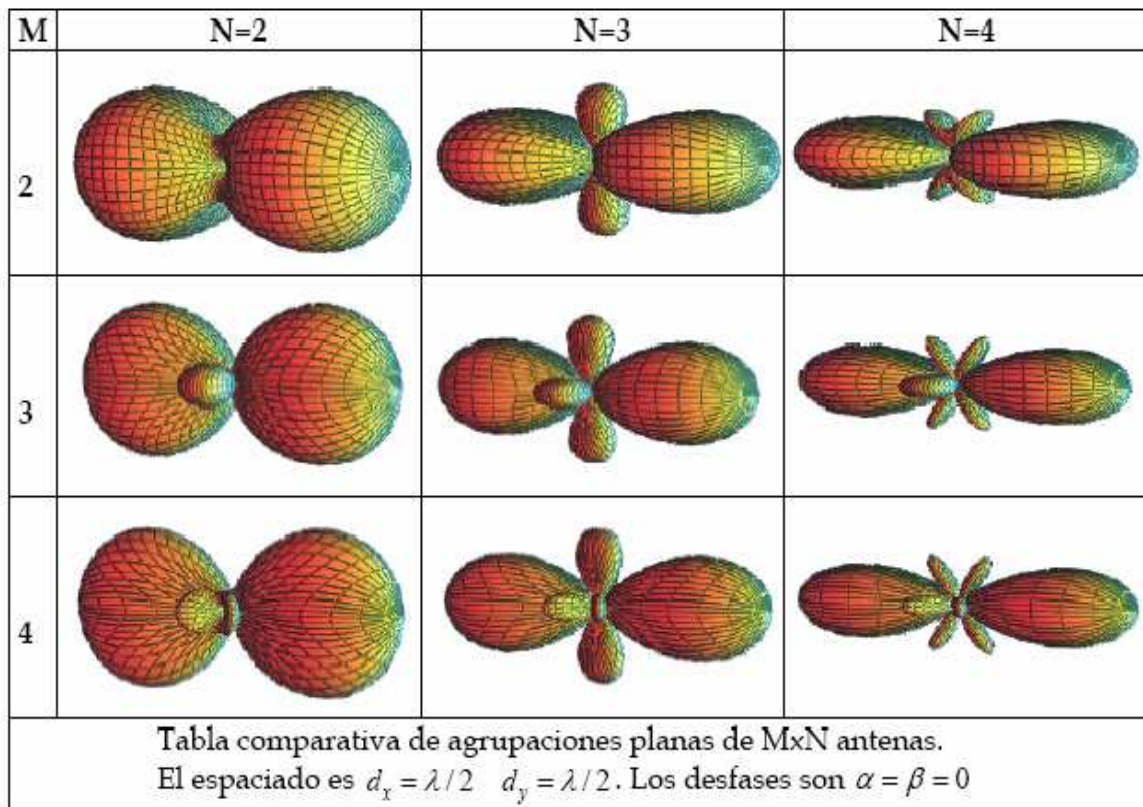 M N=2 N=3 N=4
2
3
4
Tabla comparativa de agrupaciones planas de MxN antenas.
El espaciado es d_x = λ/2 d_y = λ/2. Los desfases son α = β = 0